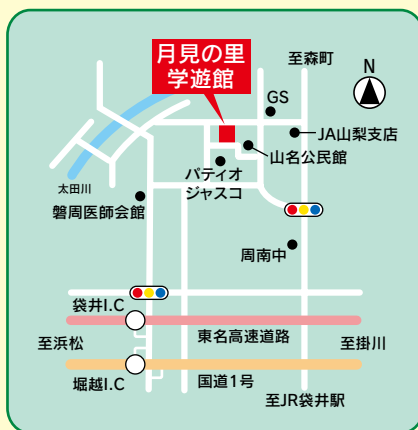 月見の里
学遊館
至森町
N
GS
JA山梨支店
山名公民館
パティオ
ジャスコ
太田川
磐周医師会館
周南中
袋井I.C
東名高速道路
至浜松
至掛川
堀越I.C
国道1号
至JR袋井駅